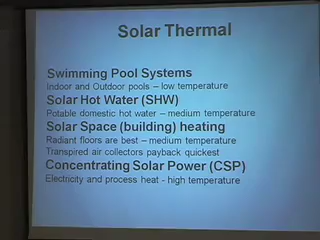 Solar Thermal
Swimming Pool Systems
Indoor and Outdoor pools – low temperature
Solar Hot Water (SHW)
Potable domestic hot water – medium temperature
Solar Space (building) heating
Radiant floors are best – medium temperature
Transpired air collectors payback quickest
Concentrating Solar Power (CSP)
Electricity and process heat - high temperature